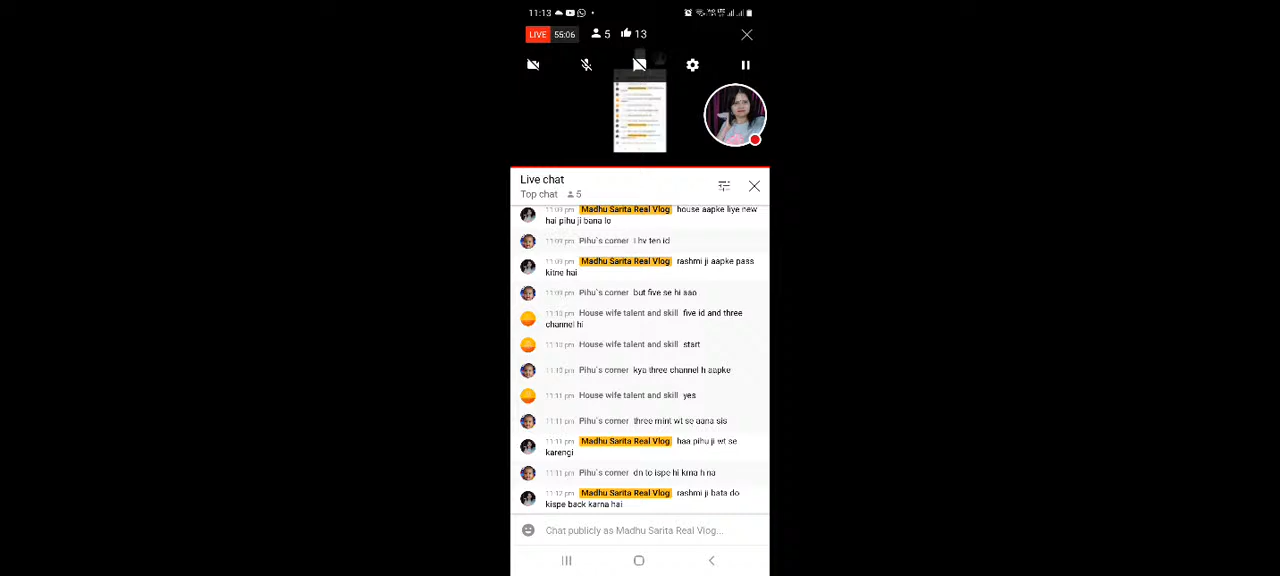 11:13
LIVE 55:06 5 13
Live chat
Top chat 5
11:09 pm Madhu Sarita Real Vlog house aapke liye new
hai pihu ji bana lo
11:09 pm Pihu's corner I hv ten id
11:09 pm Madhu Sarita Real Vlog rashmi ji aapke pass
kitne hai
11:09 pm Pihu's corner but five se hi aao
11:10 pm House wife talent and skill five id and three
channel hi
11:10 pm House wife talent and skill start
11:10 pm Pihu's corner kya three channel h aapke
11:11 pm House wife talent and skill yes
11:11 pm Pihu's corner three mint wt se aana sis
11:11 pm Madhu Sarita Real Vlog haa pihu ji wt se
karengi
11:11 pm Pihu's corner dn to ispe hi krna h na
11:12 pm Madhu Sarita Real Vlog rashmi ji bata do
kispe back karna hai
Chat publicly as Madhu Sarita Real Vlog...